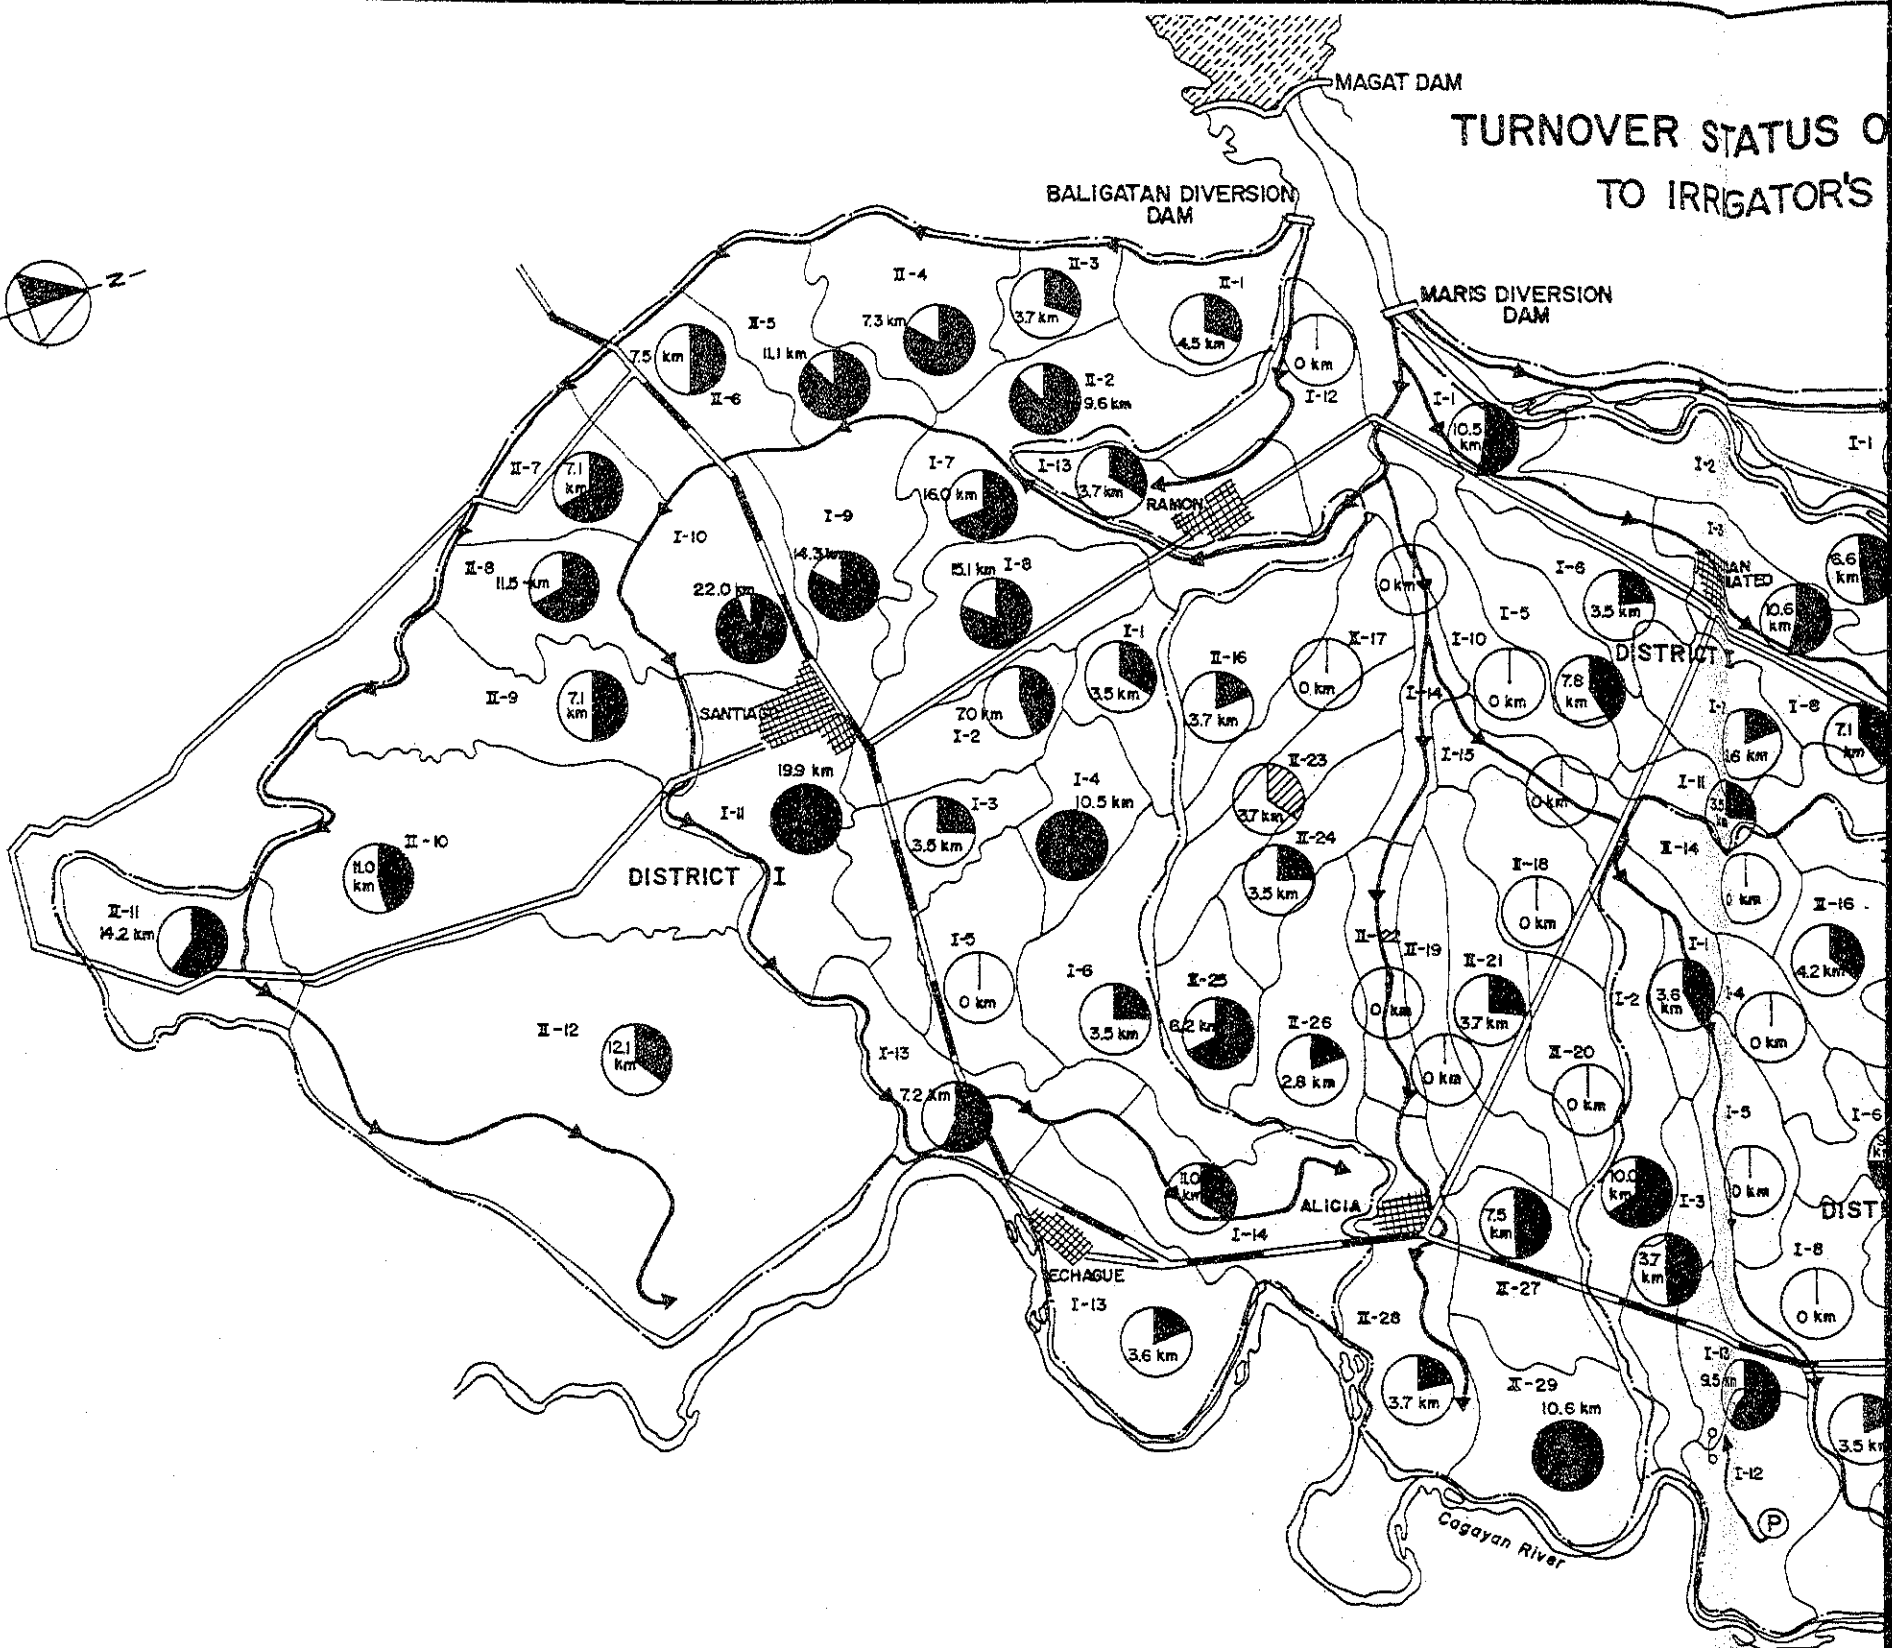 MAGAT DAM
TURNOVER STATUS O
TO IRRIGATOR'S
BALIGATAN DIVERSION
DAM
MARIS DIVERSION
DAM
N
II-4
7.3 km
II-3
3.7 km
II-1
4.5 km
0 km
I-12
II-5
11.1 km
7.5 km
II-6
II-2
9.6 km
I-1
10.5
km
I-1
I-2
II-7
7.1
km
I-7
16.0 km
I-13
3.7 km
RAMON
I-9
14.3 km
I-10
22.0 km
II-8
11.5 km
15.1 km
I-8
0 km
I-6
3.5 km
I-5
0 km
I-3
10.6
km
6.6
km
DISTRICT
II-9
7.1
km
SANTIAGO
7.0 km
I-2
I-1
3.5 km
II-16
3.7 km
II-17
0 km
I-10
I-14
7.8
km
I-8
7.1
km
I-15
0 km
I-11
II-10
11.0
km
19.9 km
I-11
DISTRICT I
I-3
3.5 km
I-4
10.5 km
II-23
3.7 km
II-24
3.5 km
II-14
0 km
II-18
0 km
II-16
4.2 km
II-11
14.2 km
I-5
0 km
I-6
3.5 km
II-25
6.2 km
II-26
2.8 km
II-22
II-19
0 km
0 km
II-21
3.7 km
II-20
0 km
I-2
I-1
3.6
km
I-4
0 km
II-12
12.1
km
I-13
7.2 km
I-5
0 km
I-6
11.0
km
I-14
ALICIA
7.5
km
II-27
10.0
km
I-3
3.7
km
DIST
I-8
0 km
ECHAGUE
I-13
3.6 km
II-28
3.7 km
II-29
10.6 km
I-13
9.5 km
3.5 km
I-12
P
Cagayan River